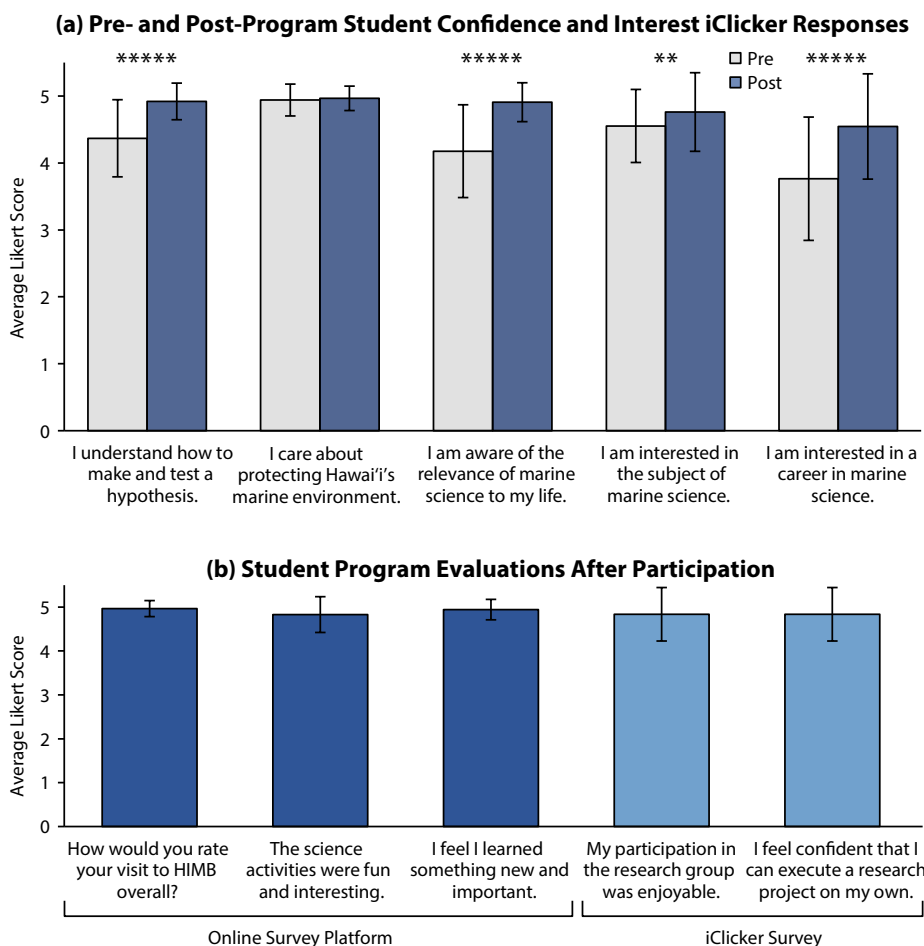 (a) Pre- and Post-Program Student Confidence and Interest iClicker Responses
***** ***** ** *****
Pre
Post
Average Likert Score
5
4
3
2
1
0
I understand how to
make and test a
hypothesis.
I care about
protecting Hawai‘i’s
marine environment.
I am aware of the
relevance of marine
science to my life.
I am interested in
the subject of
marine science.
I am interested in a
career in marine
science.
(b) Student Program Evaluations After Participation
Average Likert Score
5
4
3
2
1
0
How would you rate
your visit to HIMB
overall?
The science
activities were fun
and interesting.
I feel I learned
something new and
important.
My participation in
the research group
was enjoyable.
I feel confident that I
can execute a research
project on my own.
Online Survey Platform
iClicker Survey